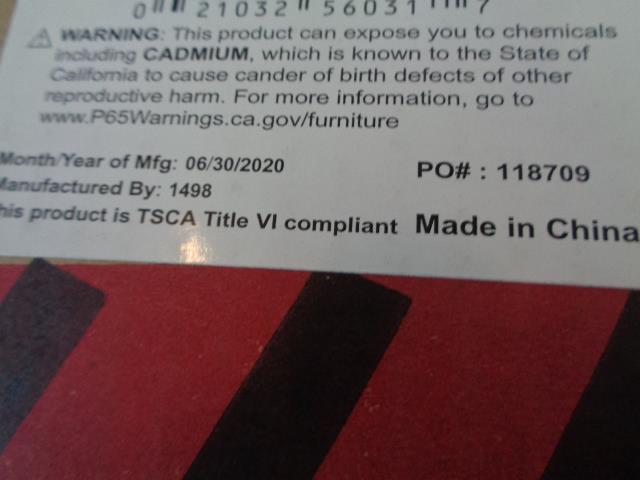 0 21032 56031 7
WARNING: This product can expose you to chemicals
including CADMIUM, which is known to the State of
California to cause cander of birth defects of other
reproductive harm. For more information, go to
www.P65Warnings.ca.gov/furniture
Month/Year of Mfg: 06/30/2020
PO# : 118709
Manufactured By: 1498
his product is TSCA Title VI compliant Made in China